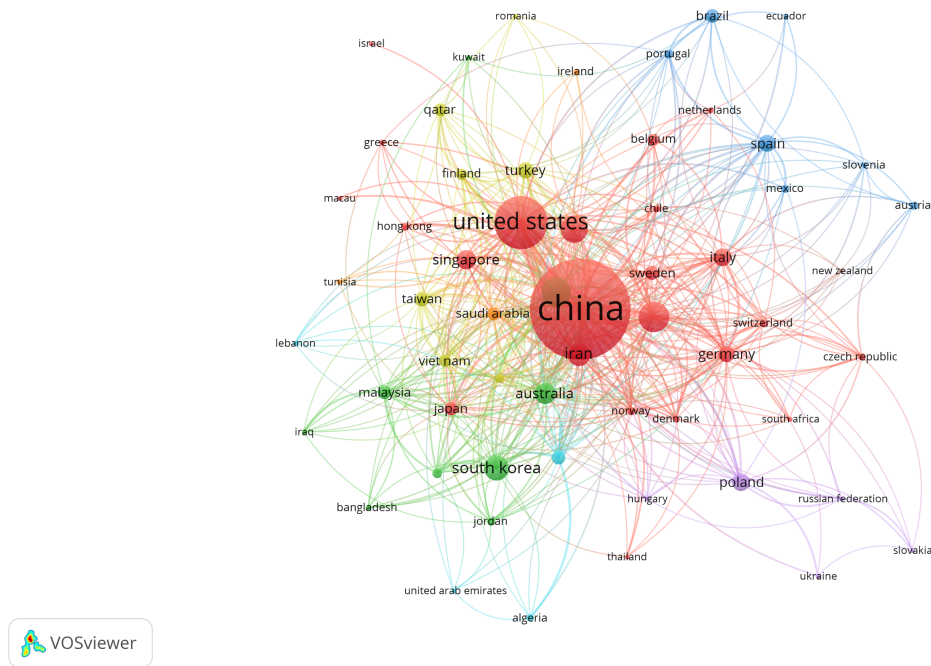 romania
brazil
ecuador
israel
portugal
kuwait
ireland
qatar
netherlands
greece
belgium
spain
finland
turkey
slovenia
mexico
macau
chile
austria
united states
hong kong
singapore
italy
sweden
new zealand
tunisia
taiwan
china
saudi arabia
switzerland
lebanon
iran
germany
czech republic
viet nam
malaysia
australia
japan
norway
denmark
south africa
iraq
south korea
poland
hungary
russian federation
bangladesh
jordan
slovakia
thailand
ukraine
united arab emirates
algeria
VOSviewer